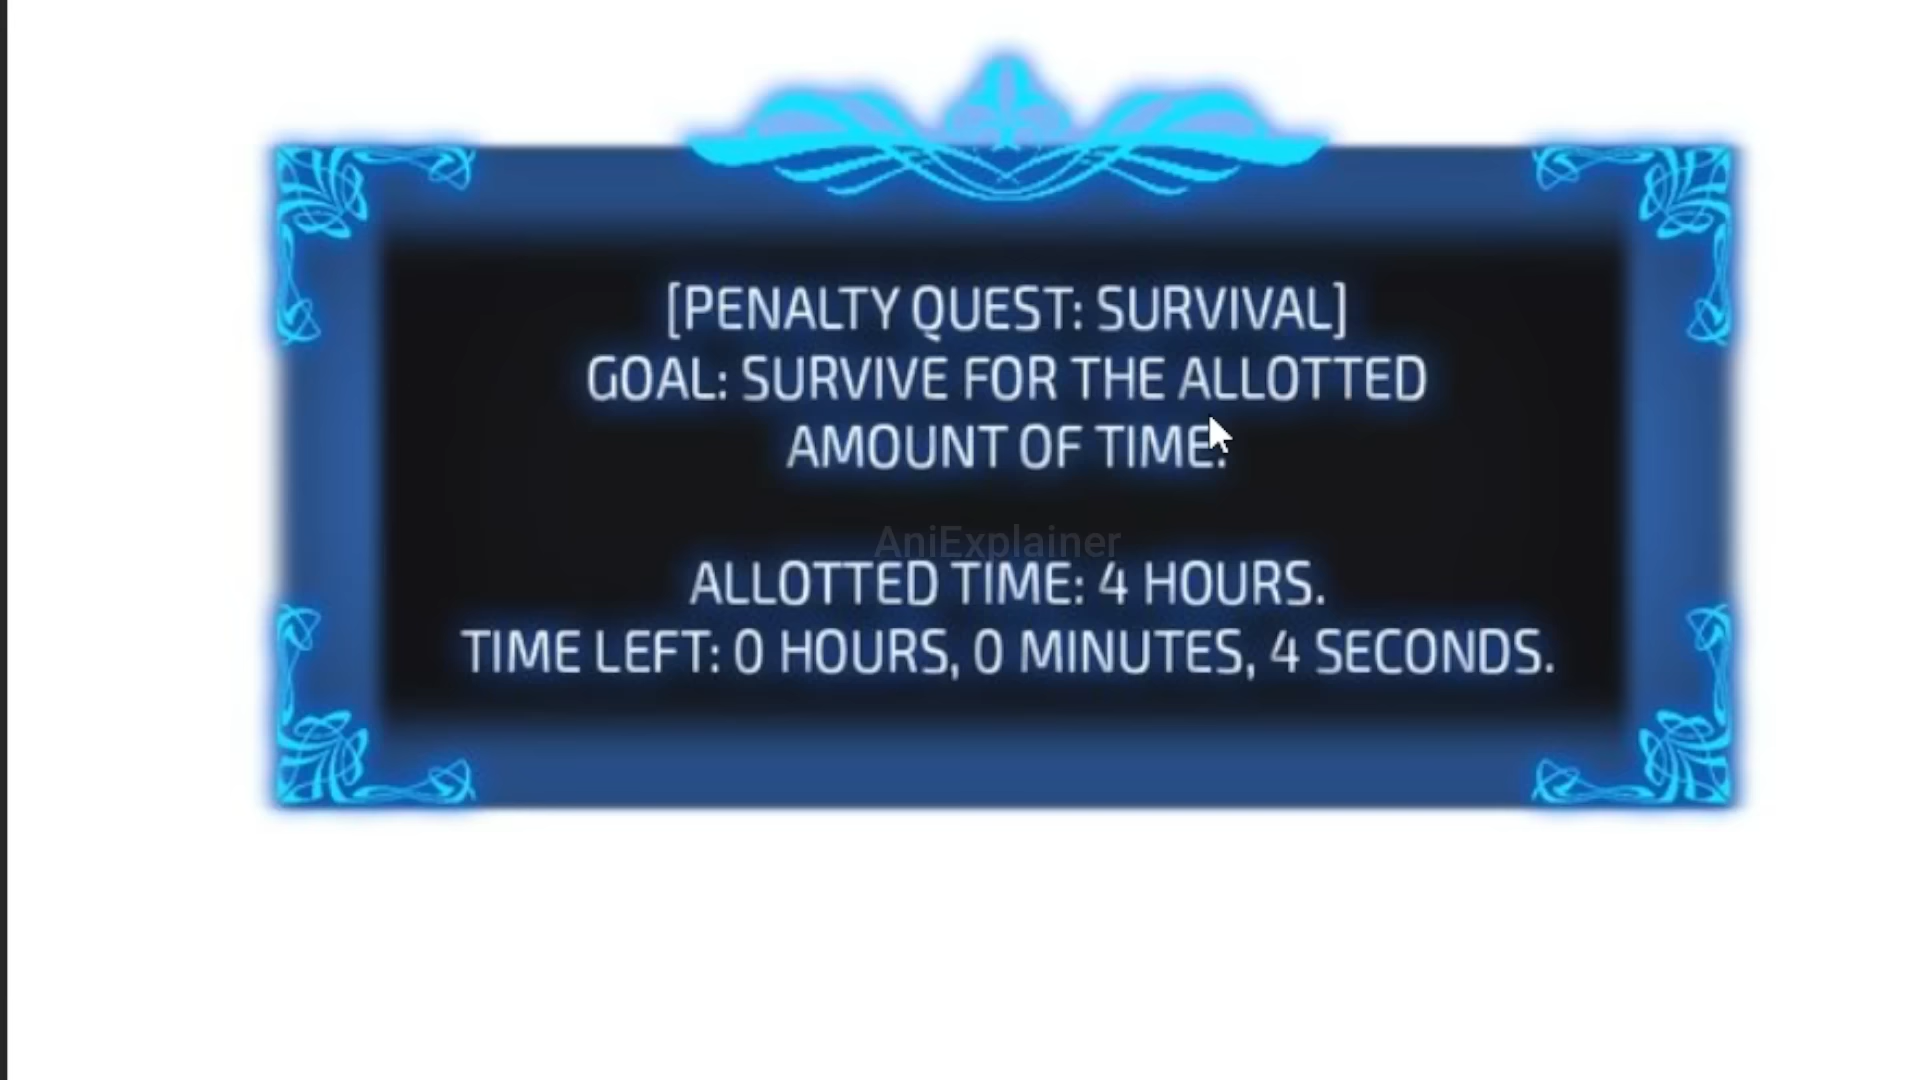 [PENALTY QUEST: SURVIVAL]
GOAL: SURVIVE FOR THE ALLOTTED
AMOUNT OF TIME.
AniExplainer
ALLOTTED TIME: 4 HOURS.
TIME LEFT: 0 HOURS, 0 MINUTES, 4 SECONDS.